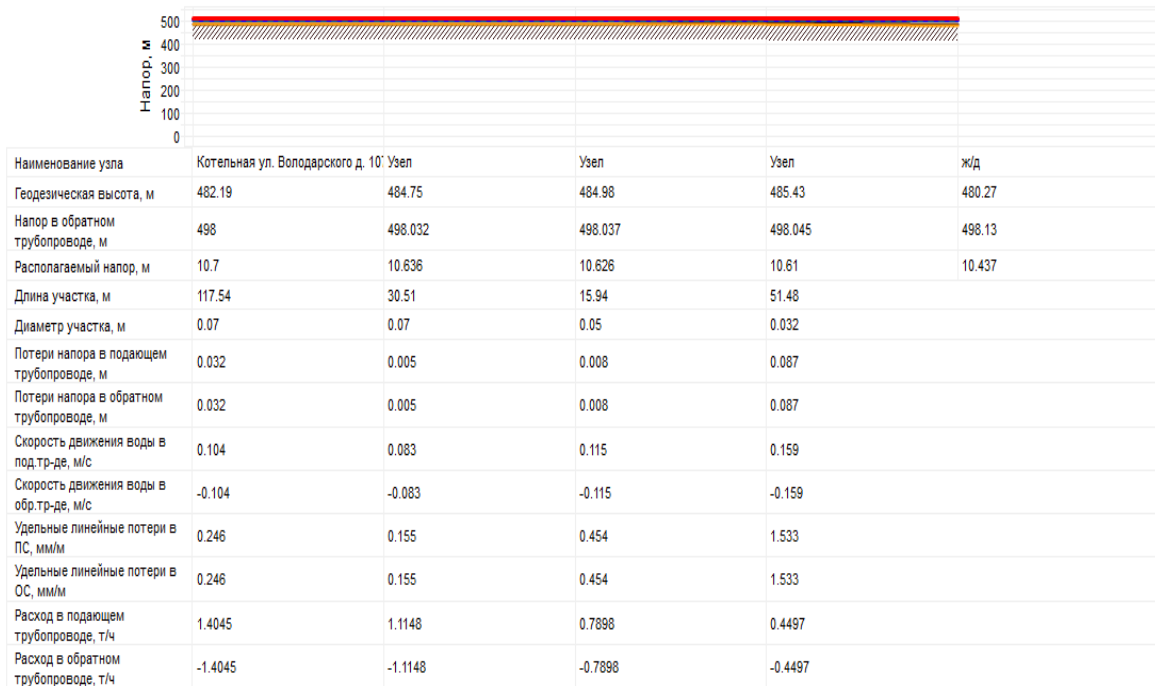 500
400
300
200
100
0
Напор, м
Наименование узла Котельная ул. Володарского д. 10 Узел Узел Узел ж/д
Геодезическая высота, м 482.19 484.75 484.98 485.43 480.27
Напор в обратном
трубопроводе, м 498 498.032 498.037 498.045 498.13
Располагаемый напор, м 10.7 10.636 10.626 10.61 10.437
Длина участка, м 117.54 30.51 15.94 51.48
Диаметр участка, м 0.07 0.07 0.05 0.032
Потери напора в подающем
трубопроводе, м 0.032 0.005 0.008 0.087
Потери напора в обратном
трубопроводе, м 0.032 0.005 0.008 0.087
Скорость движения воды в
под.тр-де, м/с 0.104 0.083 0.115 0.159
Скорость движения воды в
обр.тр-де, м/с -0.104 -0.083 -0.115 -0.159
Удельные линейные потери в
ПС, мм/м 0.246 0.155 0.454 1.533
Удельные линейные потери в
ОС, мм/м 0.246 0.155 0.454 1.533
Расход в подающем
трубопроводе, т/ч 1.4045 1.1148 0.7898 0.4497
Расход в обратном
трубопроводе, т/ч -1.4045 -1.1148 -0.7898 -0.4497